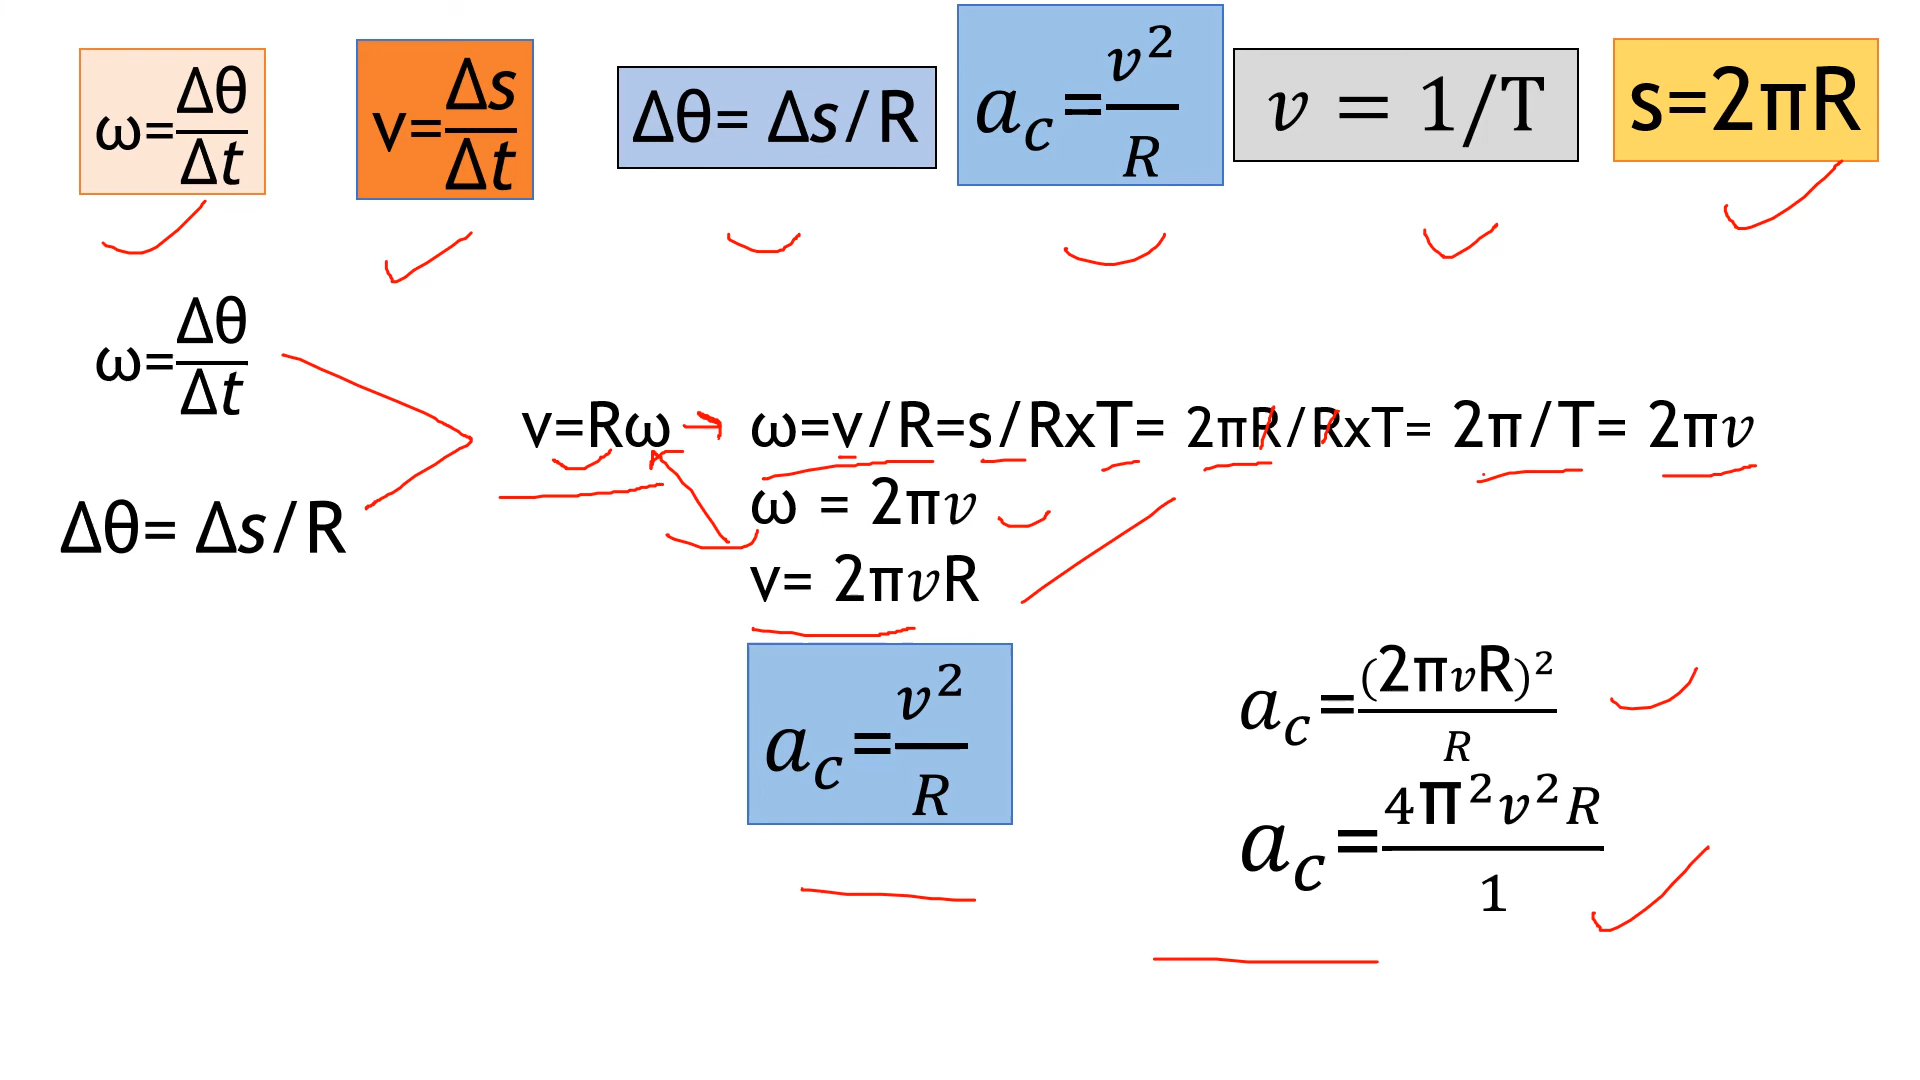 ω=Δθ/Δt
v=Δs/Δt
Δθ= Δs/R
a_c=v²/R
v = 1/T
s=2πR
ω=Δθ/Δt
Δθ= Δs/R
v=Rω
ω=v/R=s/RxT= 2πR/RxT= 2π/T= 2πv
ω = 2πv
v= 2πvR
a_c=v²/R
a_c=(2πvR)²/R
a_c=4π²v²R/1